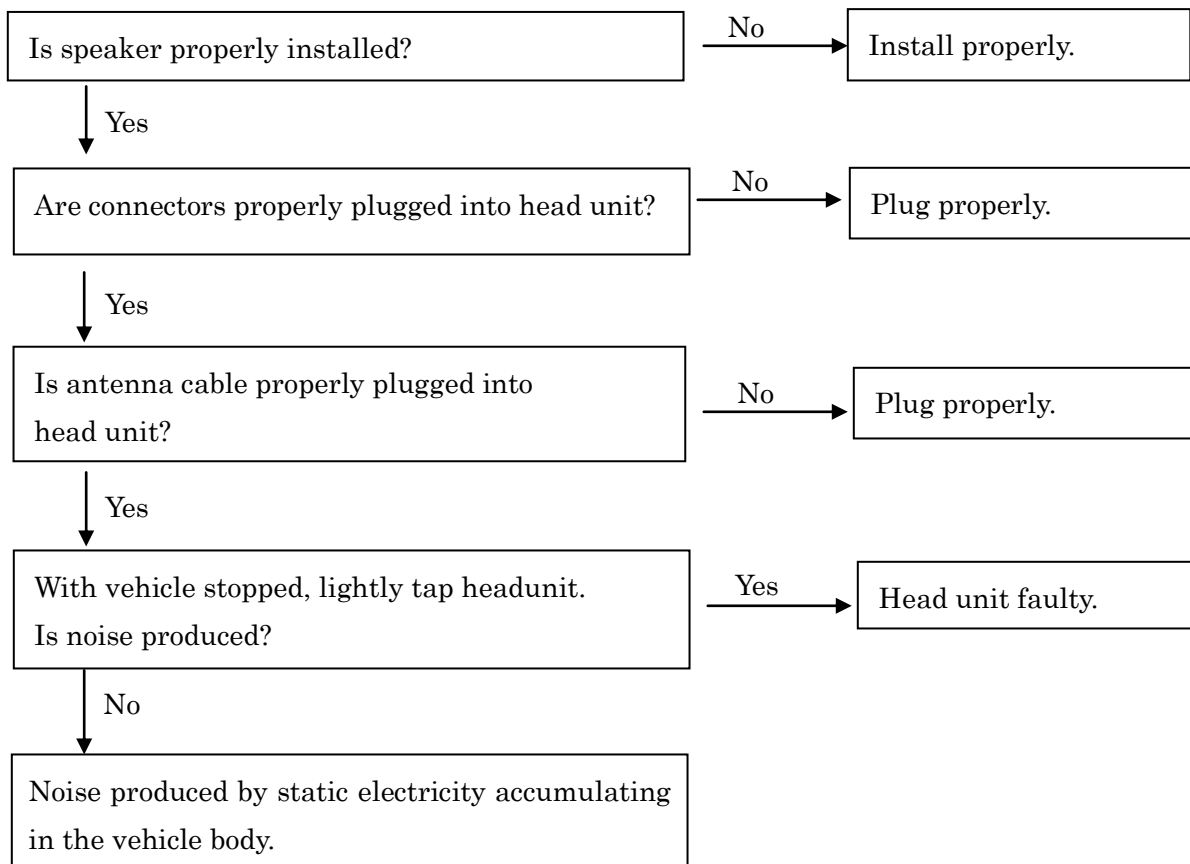 Is speaker properly installed?
No
Install properly.
Yes
Are connectors properly plugged into head unit?
No
Plug properly.
Yes
Is antenna cable properly plugged into
head unit?
No
Plug properly.
Yes
With vehicle stopped, lightly tap headunit.
Is noise produced?
Yes
Head unit faulty.
No
Noise produced by static electricity accumulating
in the vehicle body.